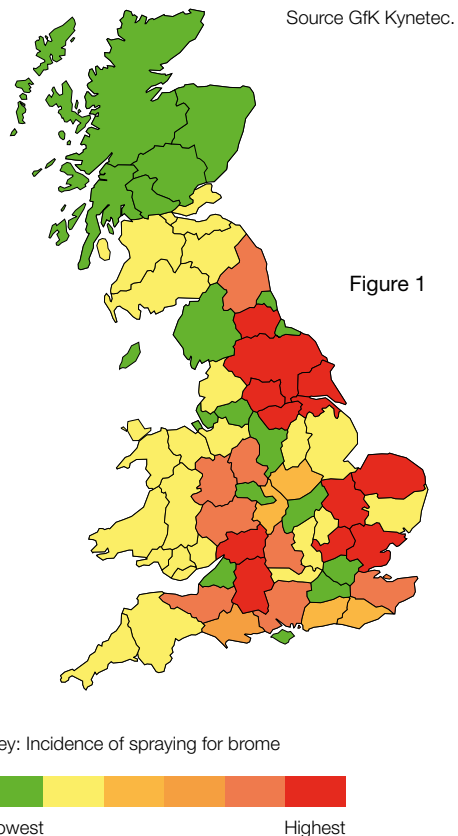 Source GfK Kynetec.
Figure 1
ey: Incidence of spraying for brome
owest Highest